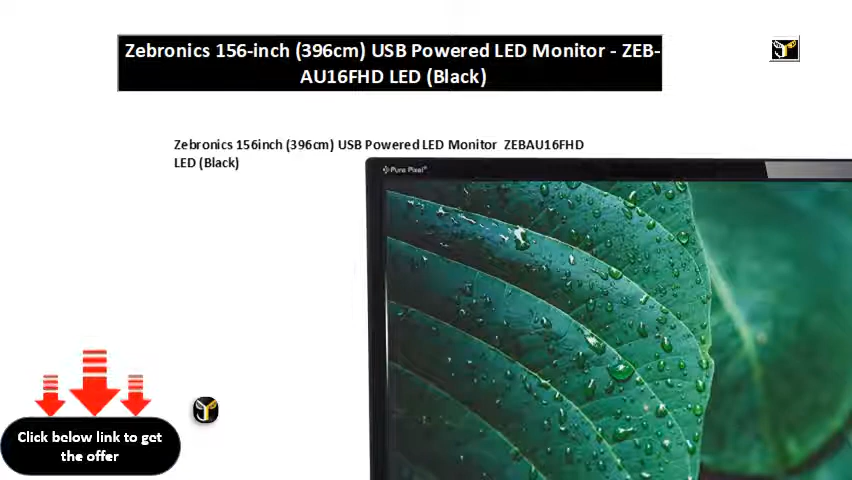 Zebronics 156-inch (396cm) USB Powered LED Monitor - ZEB-
AU16FHD LED (Black)
Zebronics 156inch (396cm) USB Powered LED Monitor ZEBAU16FHD
LED (Black)
Pure Pixel
Click below link to get
the offer